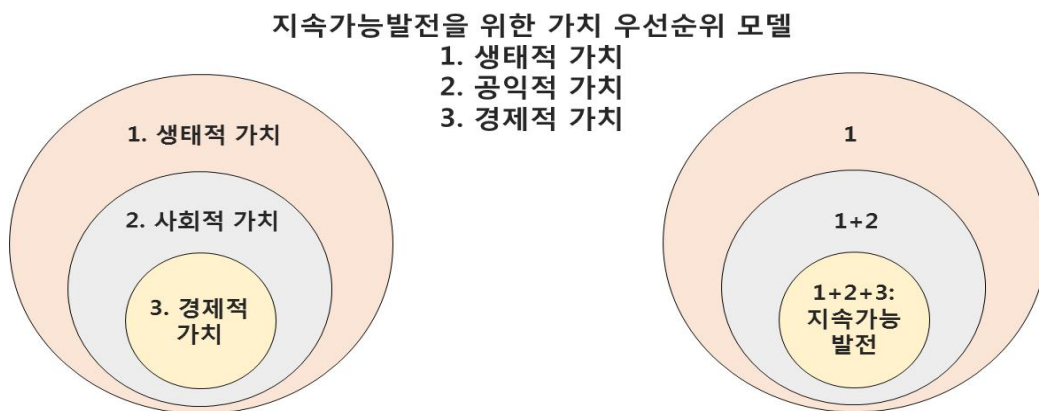 지속가능발전을 위한 가치 우선순위 모델
1. 생태적 가치
2. 공익적 가치
3. 경제적 가치
1. 생태적 가치
2. 사회적 가치
3. 경제적
가치
1
1+2
1+2+3:
지속가능
발전